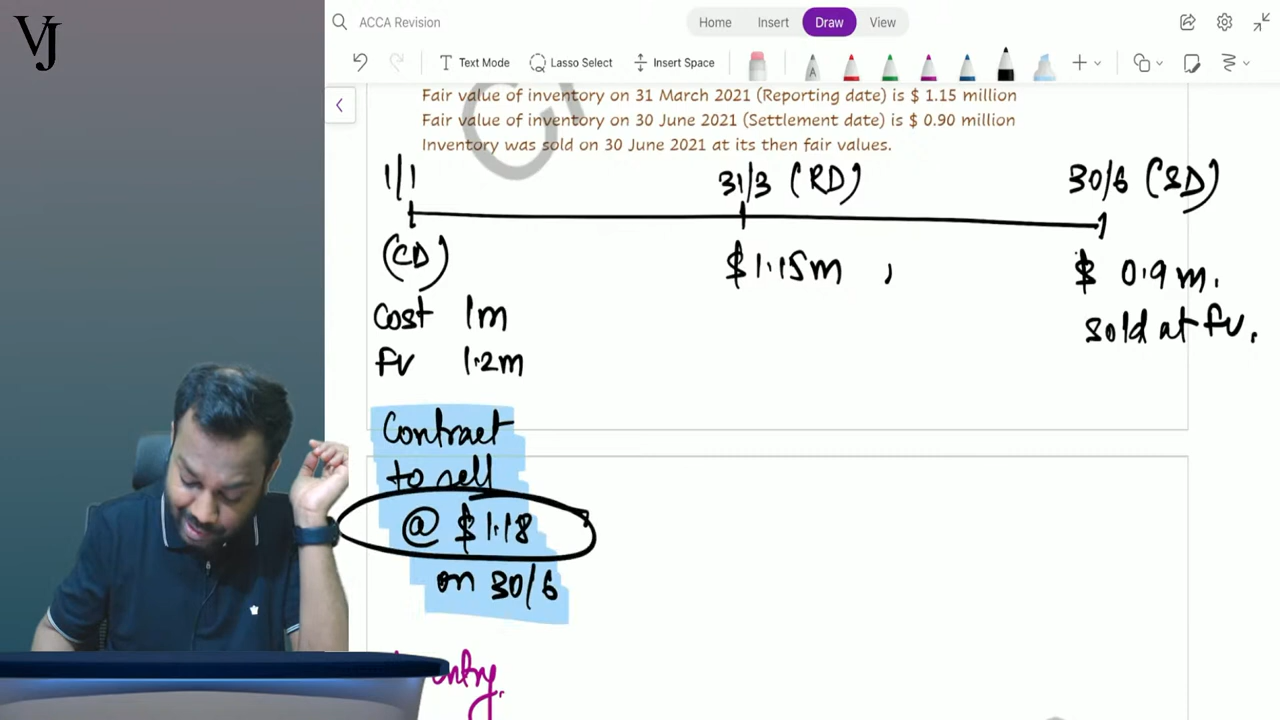 VJ
ACCA Revision
Home Insert Draw View
Text Mode Lasso Select Insert Space
Fair value of inventory on 31 March 2021 (Reporting date) is $ 1.15 million
Fair value of inventory on 30 June 2021 (Settlement date) is $ 0.90 million
Inventory was sold on 30 June 2021 at its then fair values.
1/1 31/3 (RD) 30/6 (SD)
(CD) $1.15m , $ 0.9m.
Cost 1m sold at fv.
fv 1.2m
Contract
to sell
@ $1.18
on 30/6